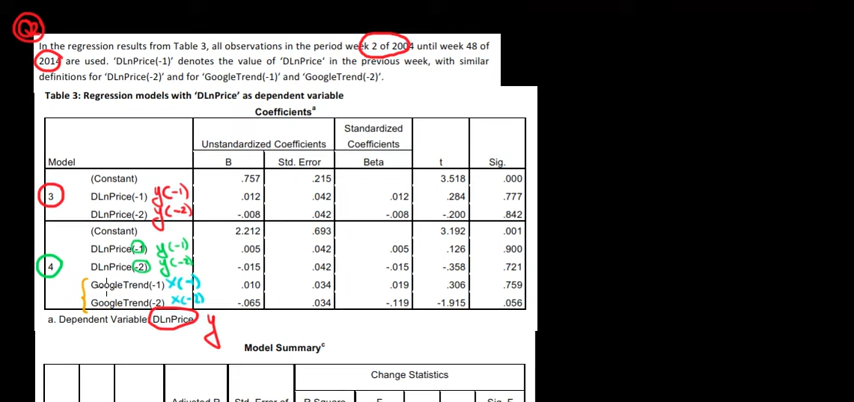 Q2
In the regression results from Table 3, all observations in the period week 2 of 2004 until week 48 of
2014 are used. 'DLnPrice(-1)' denotes the value of 'DLnPrice' in the previous week, with similar
definitions for 'DLnPrice(-2)' and for 'GoogleTrend(-1)' and 'GoogleTrend(-2)'.
Table 3: Regression models with 'DLnPrice' as dependent variable
Coefficients a
Unstandardized Coefficients Standardized Coefficients
Model B Std. Error Beta t Sig.
(Constant) .757 .215 3.518 .000
3 DLnPrice(-1) y(-1) .012 .042 .012 .284 .777
DLnPrice(-2) y(-2) -.008 .042 -.008 -.200 .842
(Constant) 2.212 .693 3.192 .001
DLnPrice(-1) y(-1) .005 .042 .005 .126 .900
4 DLnPrice(-2) y(-2) -.015 .042 -.015 -.358 .721
GoogleTrend(-1) x(-1) .010 .034 .019 .306 .759
GoogleTrend(-2) x(-2) -.065 .034 -.119 -1.915 .056
a. Dependent Variable: DLnPrice y
Model Summary c
Change Statistics
Adjusted R Std. Error of R Square F Sig. F